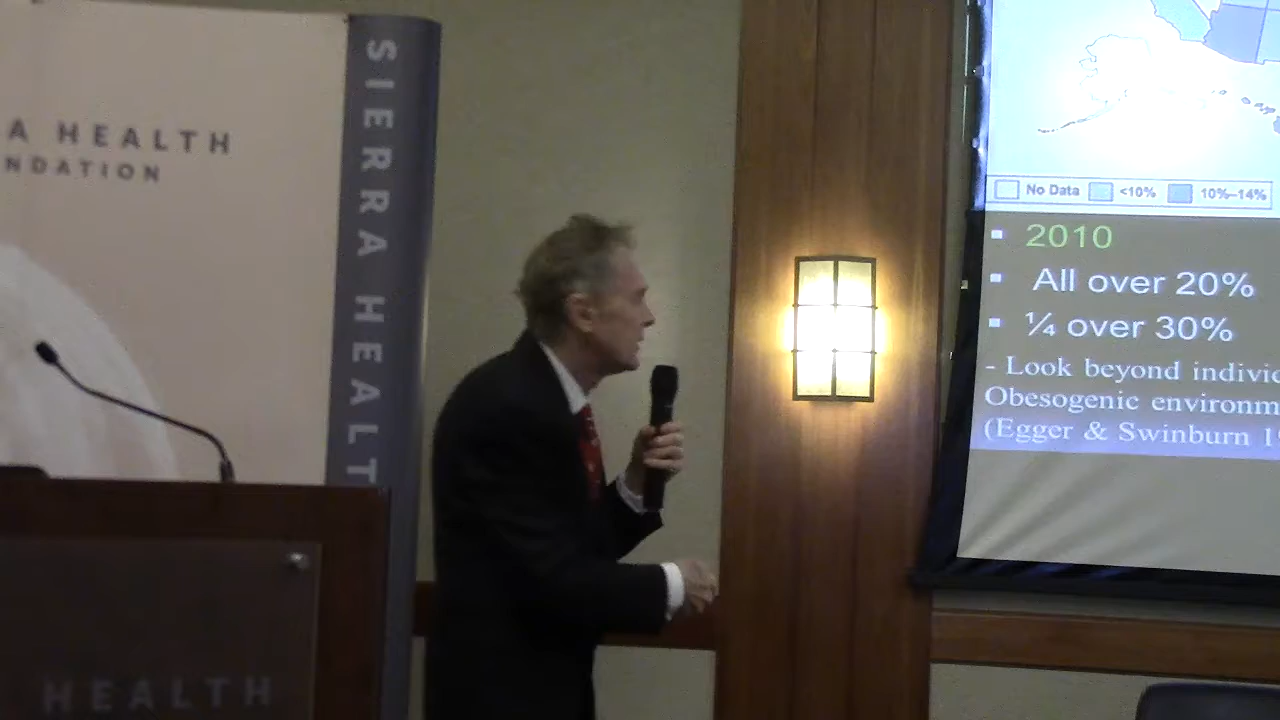 A HEALTH
NDATION
SIERRA HEALT
HEALTH
No Data <10% 10%–14%
▪ 2010
▪ All over 20%
▪ ¼ over 30%
- Look beyond individ
Obesogenic environm
(Egger & Swinburn 1